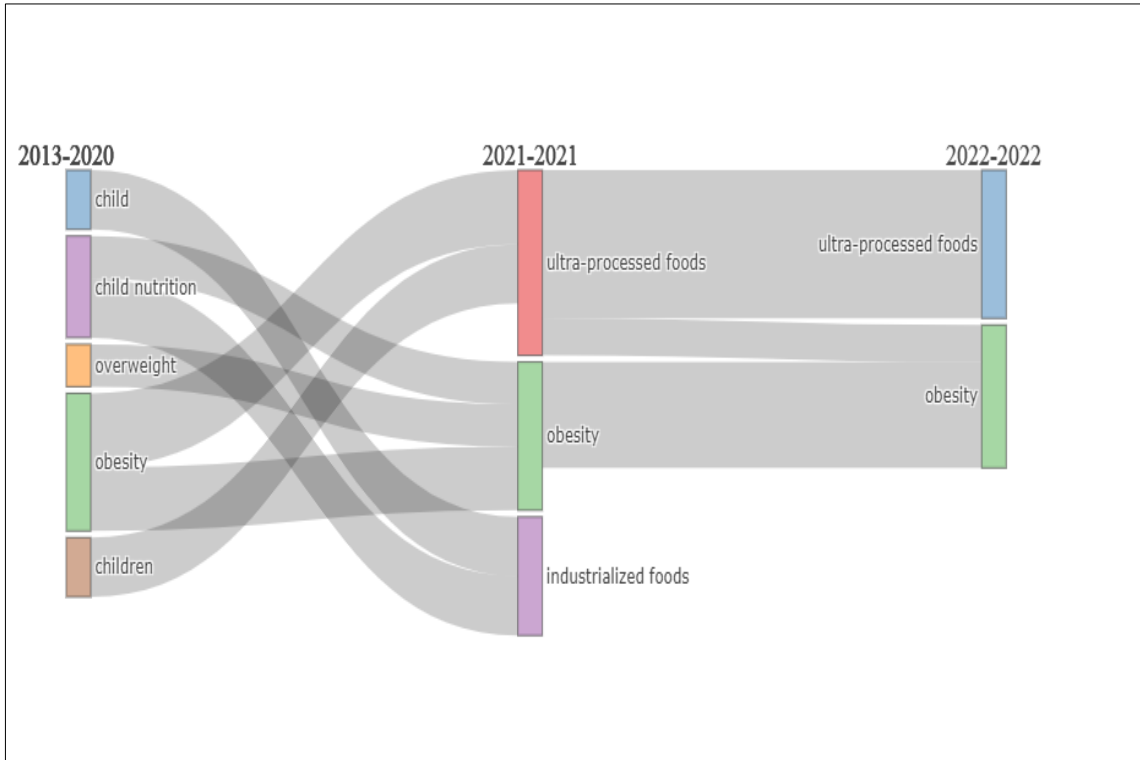 2013-2020
2021-2021
2022-2022
child
child nutrition
overweight
obesity
children
ultra-processed foods
obesity
industrialized foods
ultra-processed foods
obesity